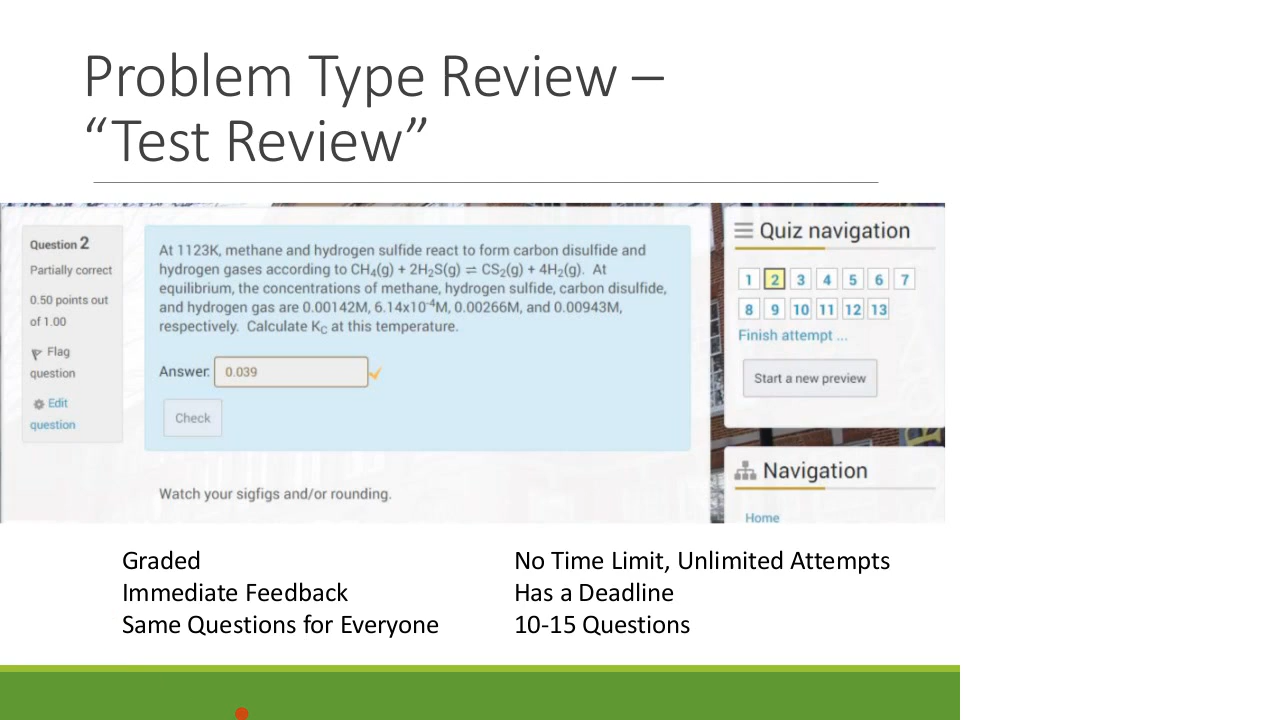 Problem Type Review –
“Test Review”
Question 2
Partially correct
0.50 points out
of 1.00
Flag
question
Edit
question
At 1123K, methane and hydrogen sulfide react to form carbon disulfide and
hydrogen gases according to CH₄(g) + 2H₂S(g) ⇌ CS₂(g) + 4H₂(g). At
equilibrium, the concentrations of methane, hydrogen sulfide, carbon disulfide,
and hydrogen gas are 0.00142M, 6.14x10⁻⁴M, 0.00266M, and 0.00943M,
respectively. Calculate K_C at this temperature.
Answer: 0.039
Check
Watch your sigfigs and/or rounding.
Quiz navigation
1 2 3 4 5 6 7
8 9 10 11 12 13
Finish attempt ...
Start a new preview
Navigation
Home
Graded
Immediate Feedback
Same Questions for Everyone
No Time Limit, Unlimited Attempts
Has a Deadline
10-15 Questions